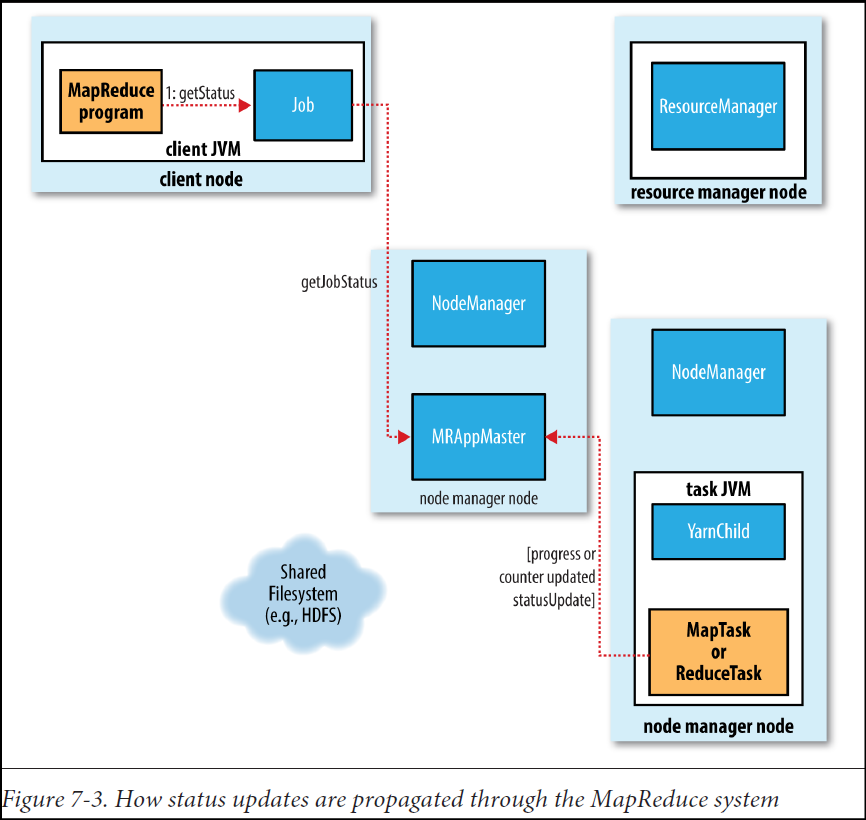 MapReduce
program
1: getStatus
Job
client JVM
client node
ResourceManager
resource manager node
getJobStatus
NodeManager
MRAppMaster
node manager node
NodeManager
task JVM
YarnChild
MapTask
or
ReduceTask
node manager node
[progress or
counter updated
statusUpdate]
Shared
Filesystem
(e.g., HDFS)
Figure 7-3. How status updates are propagated through the MapReduce system